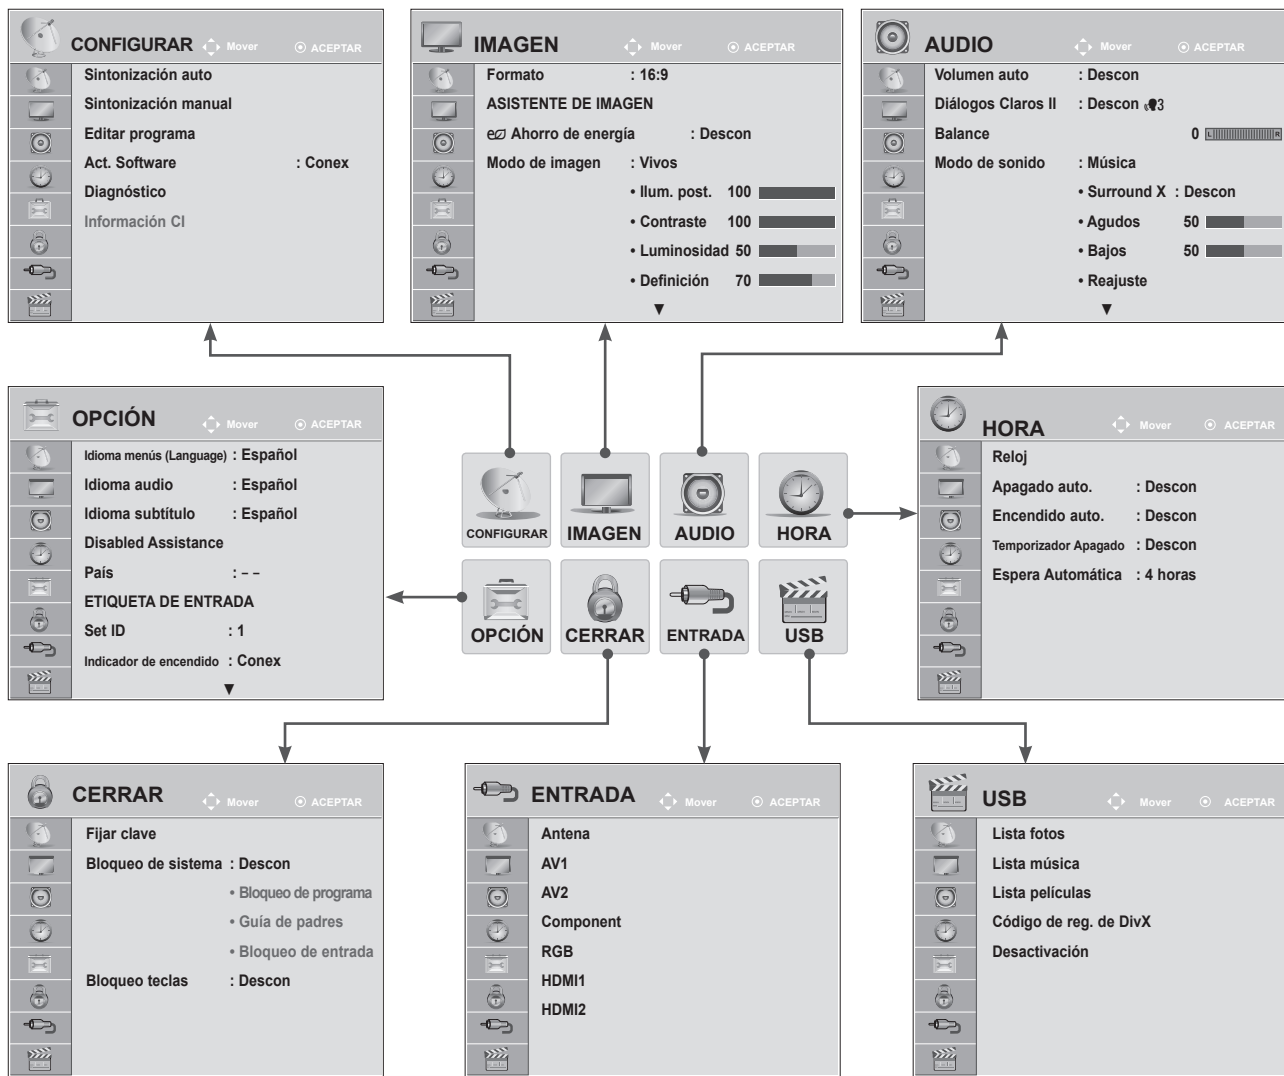 CONFIGURAR Mover ACEPTAR
Sintonización auto
Sintonización manual
Editar programa
Act. Software : Conex
Diagnóstico
Información CI
IMAGEN Mover ACEPTAR
Formato : 16:9
ASISTENTE DE IMAGEN
Ahorro de energía : Descon
Modo de imagen : Vivos
• Ilum. post. 100
• Contraste 100
• Luminosidad 50
• Definición 70
▼
AUDIO Mover ACEPTAR
Volumen auto : Descon
Diálogos Claros II : Descon 3
Balance 0 L R
Modo de sonido : Música
• Surround X : Descon
• Agudos 50
• Bajos 50
• Reajuste
▼
OPCIÓN Mover ACEPTAR
Idioma menús (Language) : Español
Idioma audio : Español
Idioma subtítulo : Español
Disabled Assistance
País : – –
ETIQUETA DE ENTRADA
Set ID : 1
Indicador de encendido : Conex
▼
CONFIGURAR
IMAGEN
AUDIO
HORA
OPCIÓN
CERRAR
ENTRADA
USB
HORA Mover ACEPTAR
Reloj
Apagado auto. : Descon
Encendido auto. : Descon
Temporizador Apagado : Descon
Espera Automática : 4 horas
CERRAR Mover ACEPTAR
Fijar clave
Bloqueo de sistema : Descon
• Bloqueo de programa
• Guía de padres
• Bloqueo de entrada
Bloqueo teclas : Descon
ENTRADA Mover ACEPTAR
Antena
AV1
AV2
Component
RGB
HDMI1
HDMI2
USB Mover ACEPTAR
Lista fotos
Lista música
Lista películas
Código de reg. de DivX
Desactivación